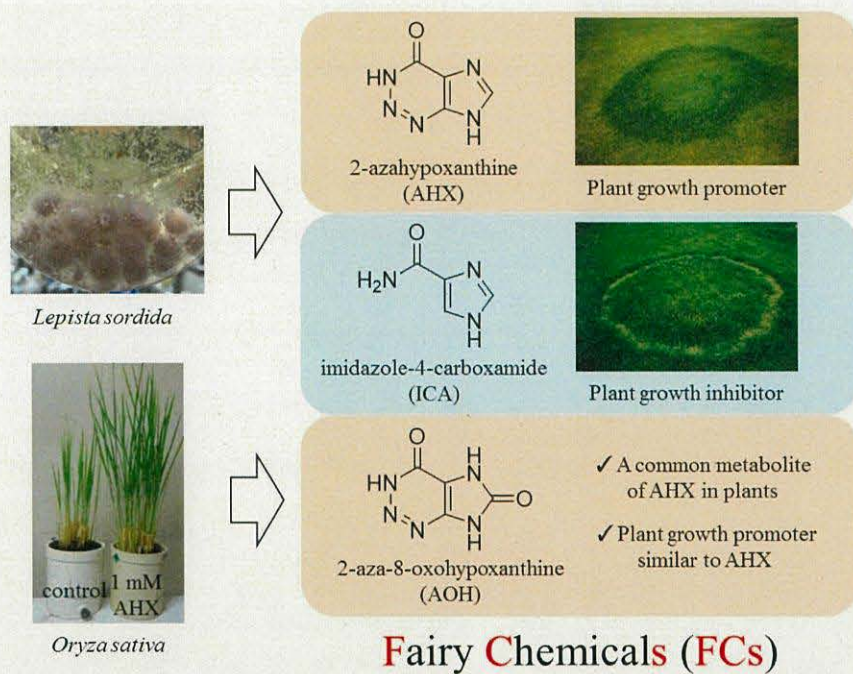 O
HN
N
N
N
N
H
2-azahypoxanthine
(AHX)
Plant growth promoter
Lepista sordida
O
H₂N
N
N
H
imidazole-4-carboxamide
(ICA)
Plant growth inhibitor
control
1 mM
AHX
Oryza sativa
O
HN
N
N
H
N
O
N
H
2-aza-8-oxohypoxanthine
(AOH)
✓ A common metabolite
of AHX in plants
✓ Plant growth promoter
similar to AHX
Fairy Chemicals (FCs)